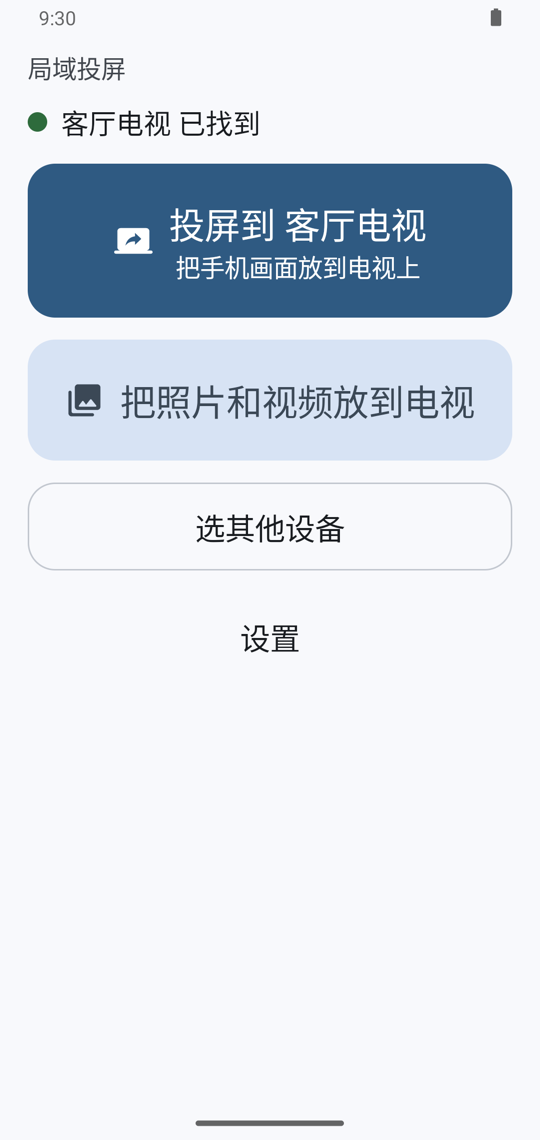 9:30
局域投屏
客厅电视 已找到
投屏到 客厅电视
把手机画面放到电视上
把照片和视频放到电视
选其他设备
设置